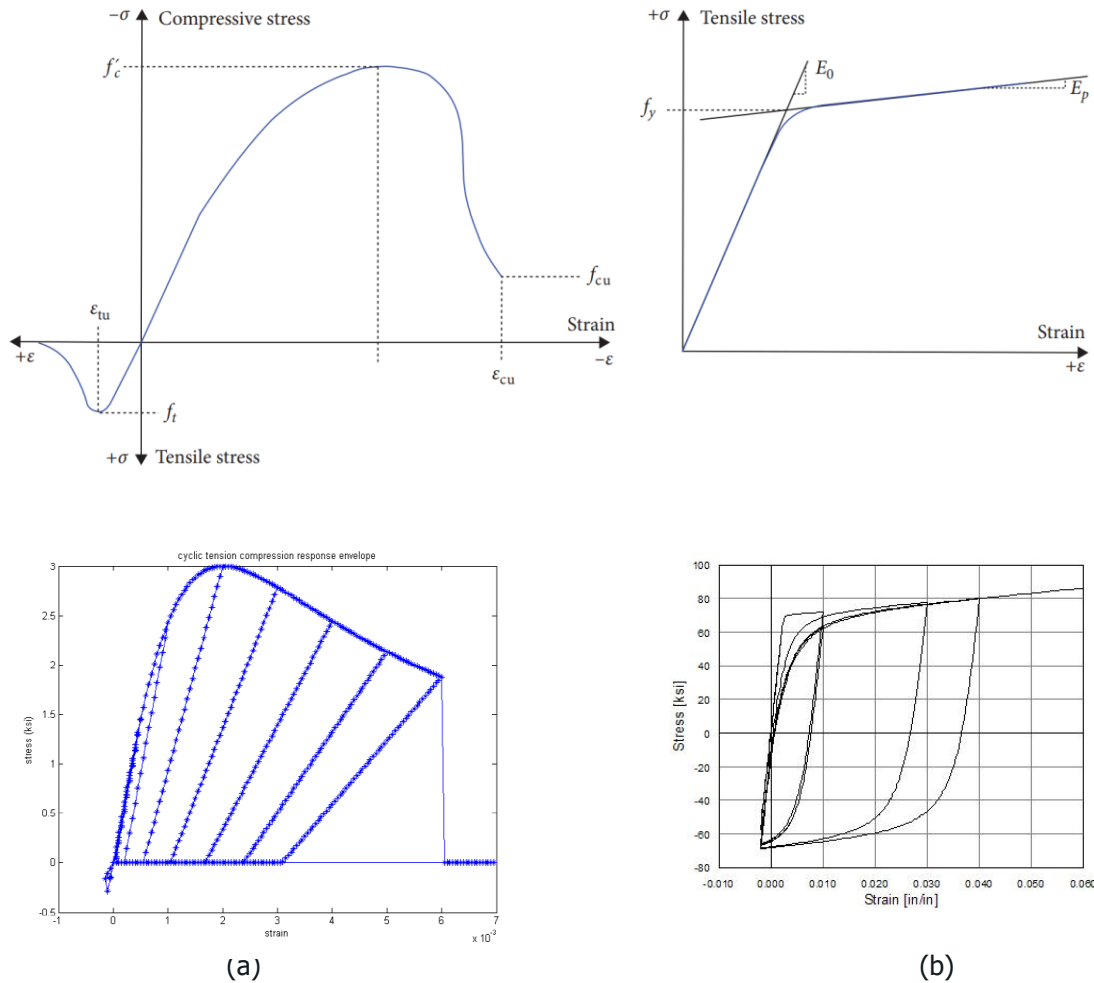 −σ
Compressive stress
f′c
fcu
εtu
Strain
+ε
−ε
εcu
ft
+σ
Tensile stress
+σ
Tensile stress
E0
Ep
fy
Strain
+ε
cyclic tension compression response envelope
3
2.5
2
1.5
1
0.5
0
-0.5
stress (ksi)
-1 0 1 2 3 4 5 6 7
strain
x 10-3
(a)
100
80
60
40
20
0
-20
-40
-60
-80
Stress [ksi]
-0.010 0.000 0.010 0.020 0.030 0.040 0.050 0.060
Strain [in/in]
(b)